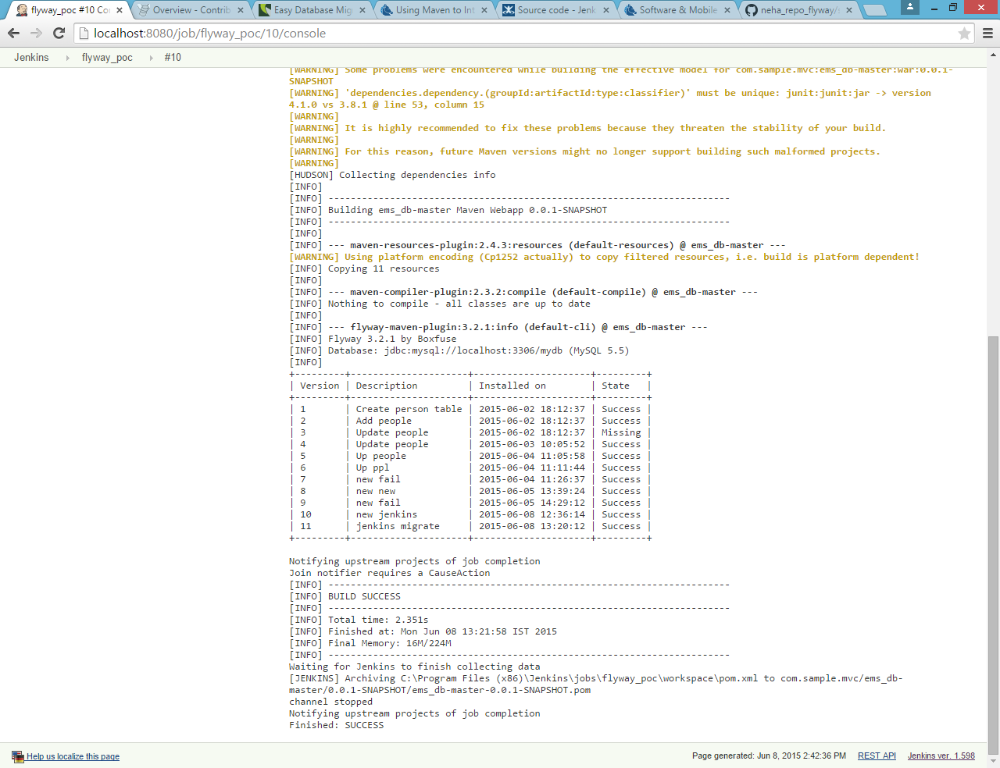 flyway_poc #10 Co
Overview - Contrib
Easy Database Mig
Using Maven to Int
Source code - Jenk
Software & Mobile
neha_repo_flyway/
localhost:8080/job/flyway_poc/10/console
Jenkins flyway_poc #10
[WARNING] Some problems were encountered while building the effective model for com.sample.mvc:ems_db-master:war:0.0.1-
SNAPSHOT
[WARNING] 'dependencies.dependency.(groupId:artifactId:type:classifier)' must be unique: junit:junit:jar -> version
4.1.0 vs 3.8.1 @ line 53, column 15
[WARNING]
[WARNING] It is highly recommended to fix these problems because they threaten the stability of your build.
[WARNING]
[WARNING] For this reason, future Maven versions might no longer support building such malformed projects.
[WARNING]
[HUDSON] Collecting dependencies info
[INFO]
[INFO] ------------------------------------------------------------------------
[INFO] Building ems_db-master Maven Webapp 0.0.1-SNAPSHOT
[INFO] ------------------------------------------------------------------------
[INFO]
[INFO] --- maven-resources-plugin:2.4.3:resources (default-resources) @ ems_db-master ---
[WARNING] Using platform encoding (Cp1252 actually) to copy filtered resources, i.e. build is platform dependent!
[INFO] Copying 11 resources
[INFO]
[INFO] --- maven-compiler-plugin:2.3.2:compile (default-compile) @ ems_db-master ---
[INFO] Nothing to compile - all classes are up to date
[INFO]
[INFO] --- flyway-maven-plugin:3.2.1:info (default-cli) @ ems_db-master ---
[INFO] Flyway 3.2.1 by Boxfuse
[INFO] Database: jdbc:mysql://localhost:3306/mydb (MySQL 5.5)
[INFO]
+---------+---------------------+---------------------+---------+
| Version | Description         | Installed on        | State   |
+---------+---------------------+---------------------+---------+
| 1       | Create person table | 2015-06-02 18:12:37 | Success |
| 2       | Add people          | 2015-06-02 18:12:37 | Success |
| 3       | Update people       | 2015-06-02 18:12:37 | Missing |
| 4       | Update people       | 2015-06-03 10:05:52 | Success |
| 5       | Up people           | 2015-06-04 11:05:58 | Success |
| 6       | Up ppl              | 2015-06-04 11:11:44 | Success |
| 7       | new fail            | 2015-06-04 11:26:37 | Success |
| 8       | new new             | 2015-06-05 13:39:24 | Success |
| 9       | new fail            | 2015-06-05 14:29:12 | Success |
| 10      | new jenkins         | 2015-06-08 12:36:14 | Success |
| 11      | jenkins migrate     | 2015-06-08 13:20:12 | Success |
+---------+---------------------+---------------------+---------+
Notifying upstream projects of job completion
Join notifier requires a CauseAction
[INFO] ------------------------------------------------------------------------
[INFO] BUILD SUCCESS
[INFO] ------------------------------------------------------------------------
[INFO] Total time: 2.351s
[INFO] Finished at: Mon Jun 08 13:21:58 IST 2015
[INFO] Final Memory: 16M/224M
[INFO] ------------------------------------------------------------------------
Waiting for Jenkins to finish collecting data
[JENKINS] Archiving C:\Program Files (x86)\Jenkins\jobs\flyway_poc\workspace\pom.xml to com.sample.mvc/ems_db-
master/0.0.1-SNAPSHOT/ems_db-master-0.0.1-SNAPSHOT.pom
channel stopped
Notifying upstream projects of job completion
Finished: SUCCESS
Help us localize this page
Page generated: Jun 8, 2015 2:42:36 PM REST API Jenkins ver. 1.598